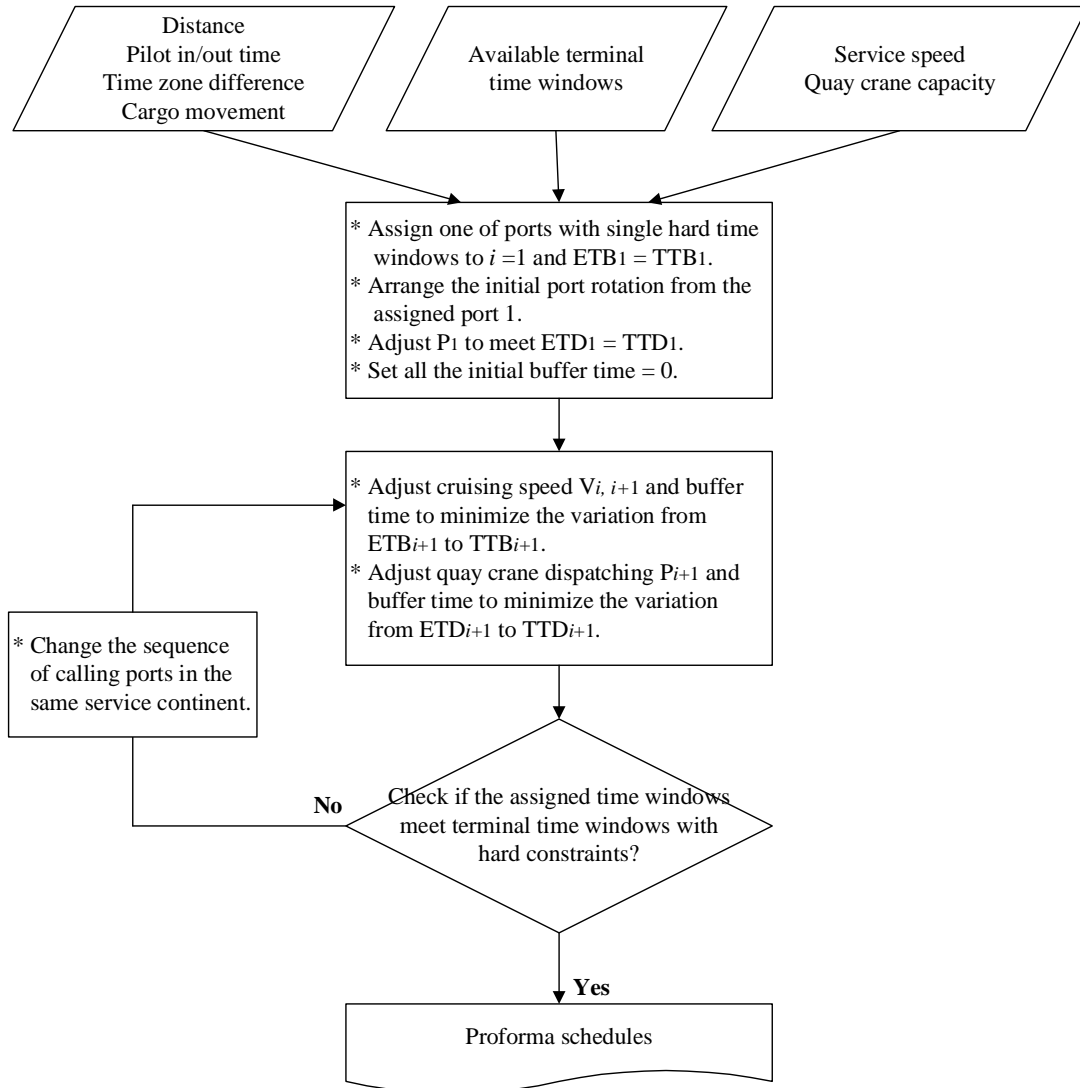 Distance
Pilot in/out time
Time zone difference
Cargo movement
Available terminal
time windows
Service speed
Quay crane capacity
* Assign one of ports with single hard time
windows to i =1 and ETB1 = TTB1.
* Arrange the initial port rotation from the
assigned port 1.
* Adjust P1 to meet ETD1 = TTD1.
* Set all the initial buffer time = 0.
* Adjust cruising speed Vi, i+1 and buffer
time to minimize the variation from
ETBi+1 to TTBi+1.
* Adjust quay crane dispatching Pi+1 and
buffer time to minimize the variation
from ETDi+1 to TTDi+1.
* Change the sequence
of calling ports in the
same service continent.
No
Check if the assigned time windows
meet terminal time windows with
hard constraints?
Yes
Proforma schedules